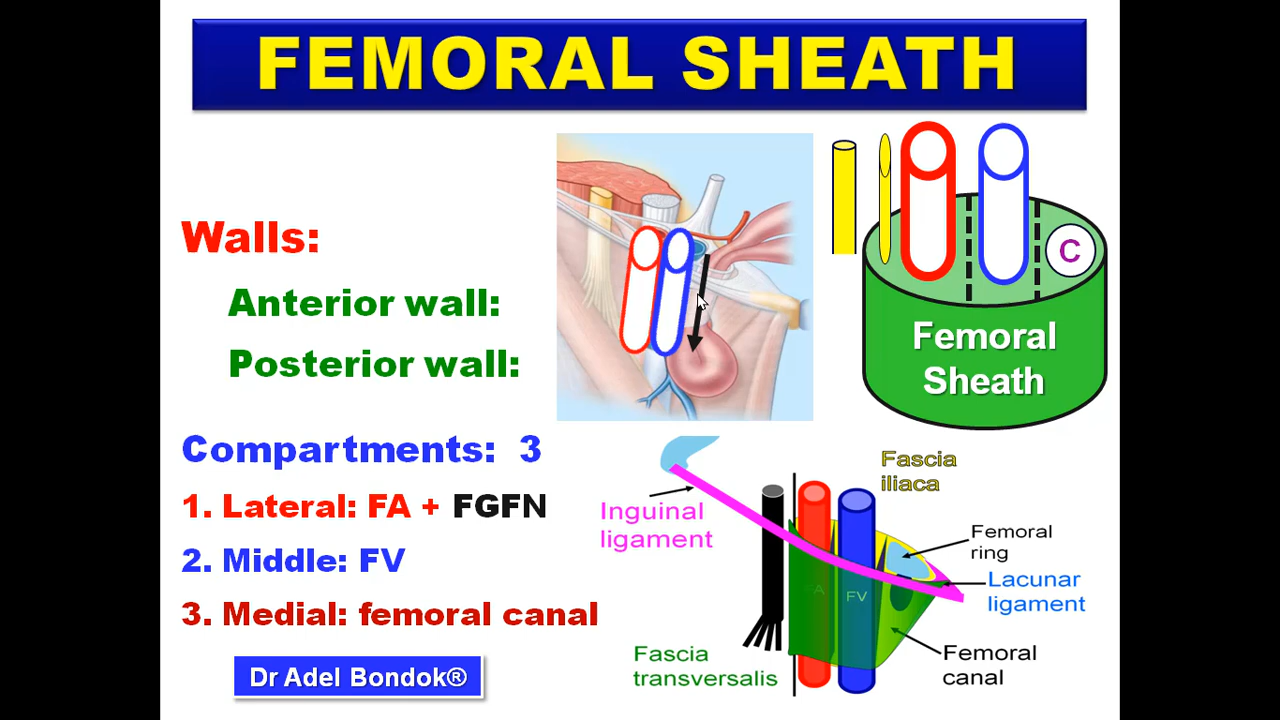 FEMORAL SHEATH
Walls:
Anterior wall:
Posterior wall:
Compartments: 3
1. Lateral: FA + FGFN
2. Middle: FV
3. Medial: femoral canal
Dr Adel Bondok®
C
Femoral
Sheath
Fascia
iliaca
Inguinal
ligament
Femoral
ring
Lacunar
ligament
FA
FV
Femoral
canal
Fascia
transversalis